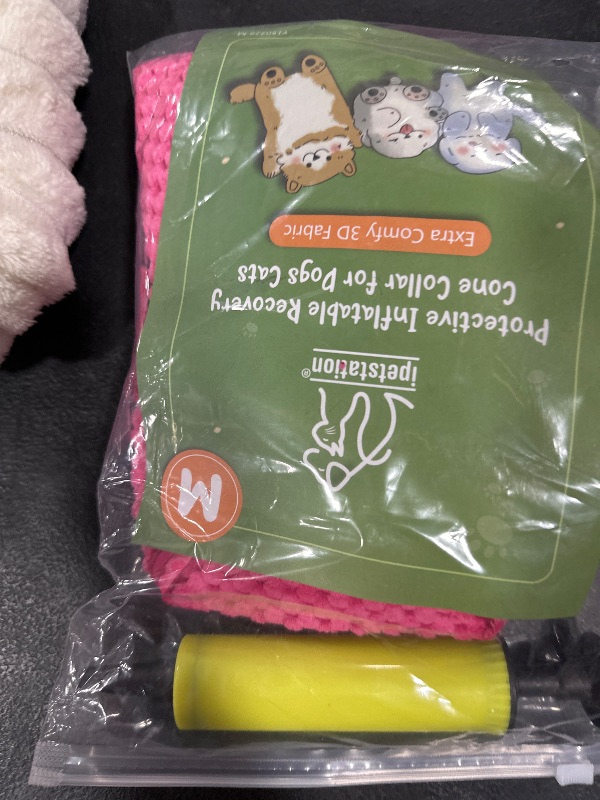 M
ipetstation®
Protective Inflatable Recovery
Cone Collar for Dogs Cats
Extra Comfy 3D Fabric